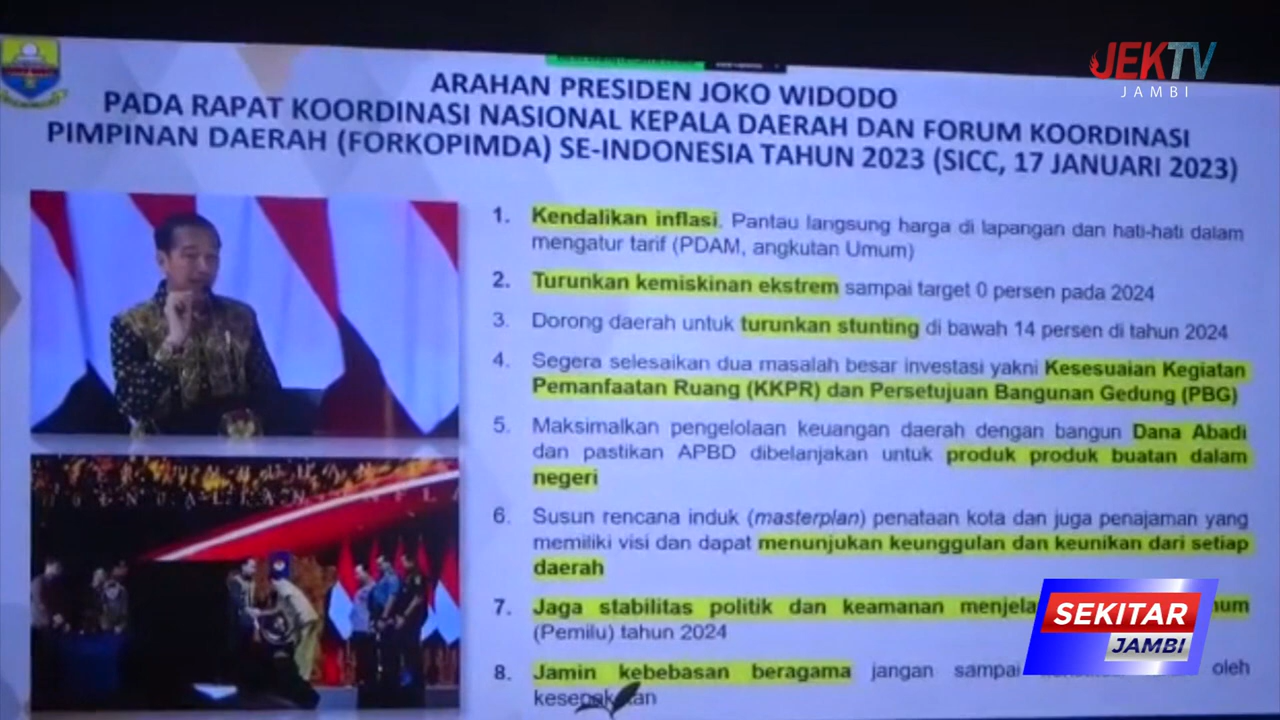 JEKTV
JAMBI
ARAHAN PRESIDEN JOKO WIDODO
PADA RAPAT KOORDINASI NASIONAL KEPALA DAERAH DAN FORUM KOORDINASI
PIMPINAN DAERAH (FORKOPIMDA) SE-INDONESIA TAHUN 2023 (SICC, 17 JANUARI 2023)
1. Kendalikan inflasi. Pantau langsung harga di lapangan dan hati-hati dalam
mengatur tarif (PDAM, angkutan Umum)
2. Turunkan kemiskinan ekstrem sampai target 0 persen pada 2024
3. Dorong daerah untuk turunkan stunting di bawah 14 persen di tahun 2024
4. Segera selesaikan dua masalah besar investasi yakni Kesesuaian Kegiatan
Pemanfaatan Ruang (KKPR) dan Persetujuan Bangunan Gedung (PBG)
5. Maksimalkan pengelolaan keuangan daerah dengan bangun Dana Abadi
dan pastikan APBD dibelanjakan untuk produk produk buatan dalam
negeri
6. Susun rencana induk (masterplan) penataan kota dan juga penajaman yang
memiliki visi dan dapat menunjukan keunggulan dan keunikan dari setiap
daerah
7. Jaga stabilitas politik dan keamanan
(Pemilu) tahun 2024
8. Jamin kebebasan beragama jangan sampai oleh
SEKITAR
JAMBI